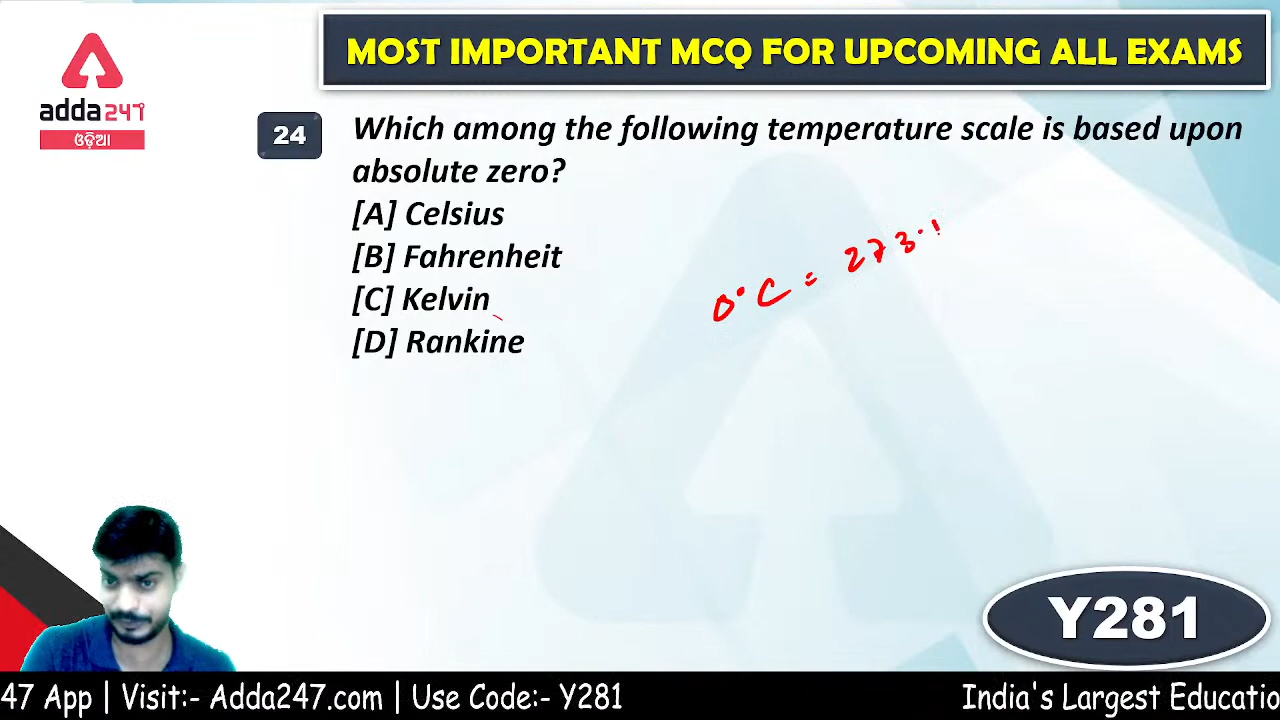 adda247
ଓଡ଼ିଆ
MOST IMPORTANT MCQ FOR UPCOMING ALL EXAMS
24
Which among the following temperature scale is based upon
absolute zero?
[A] Celsius
[B] Fahrenheit
[C] Kelvin
[D] Rankine
0°C = 273.1
Y281
47 App | Visit:- Adda247.com | Use Code:- Y281
India's Largest Educatio